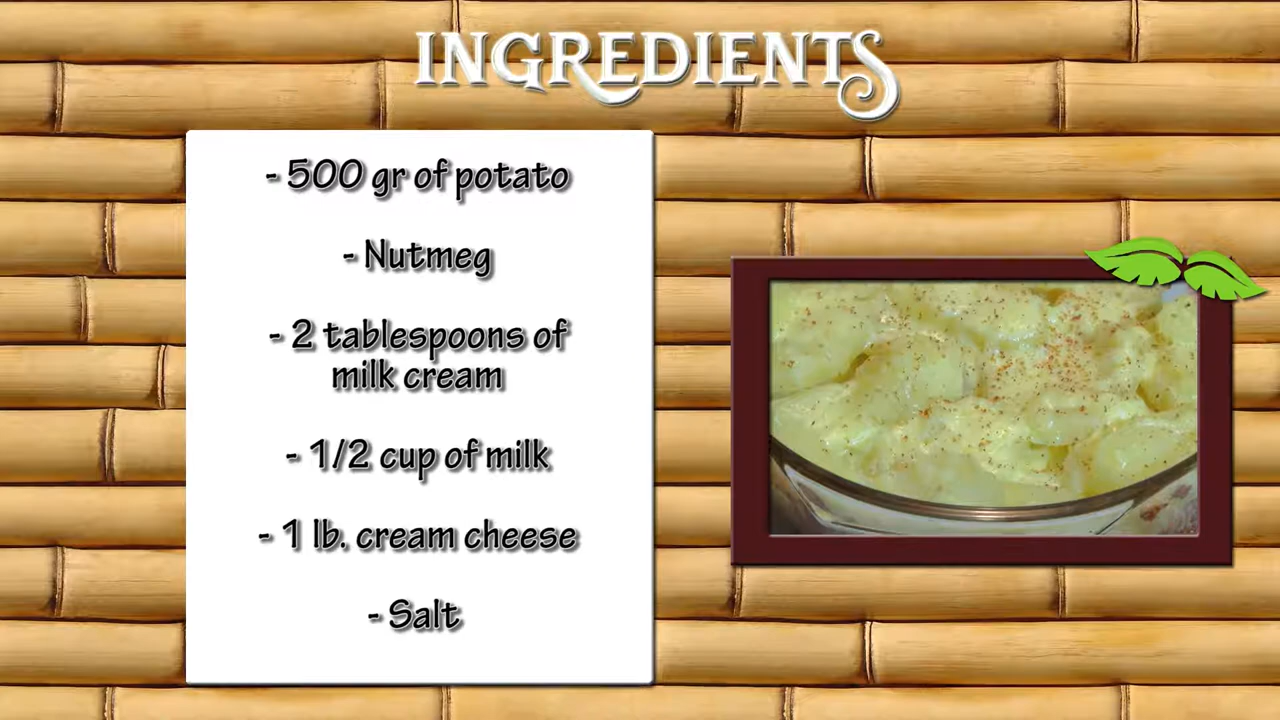 INGREDIENTS
- 500 gr of potato
- Nutmeg
- 2 tablespoons of
milk cream
- 1/2 cup of milk
- 1 lb. cream cheese
- Salt